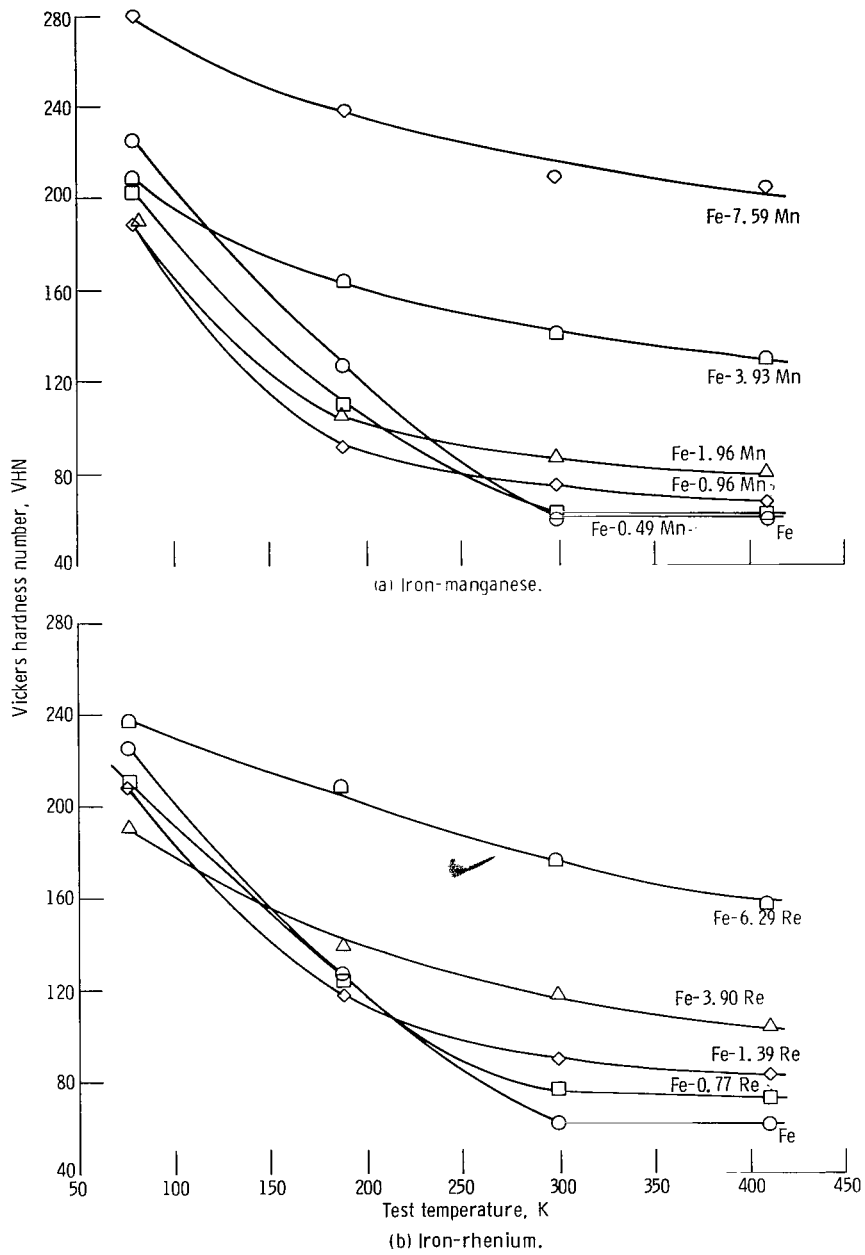 280
240
200
160
120
80
40
Fe-7.59 Mn
Fe-3.93 Mn
Fe-1.96 Mn
Fe-0.96 Mn
Fe-0.49 Mn
Fe
(a) Iron-manganese.
Vickers hardness number, VHN
280
240
200
160
120
80
40
Fe-6.29 Re
Fe-3.90 Re
Fe-1.39 Re
Fe-0.77 Re
Fe
50 100 150 200 250 300 350 400 450
Test temperature, K
(b) Iron-rhenium.